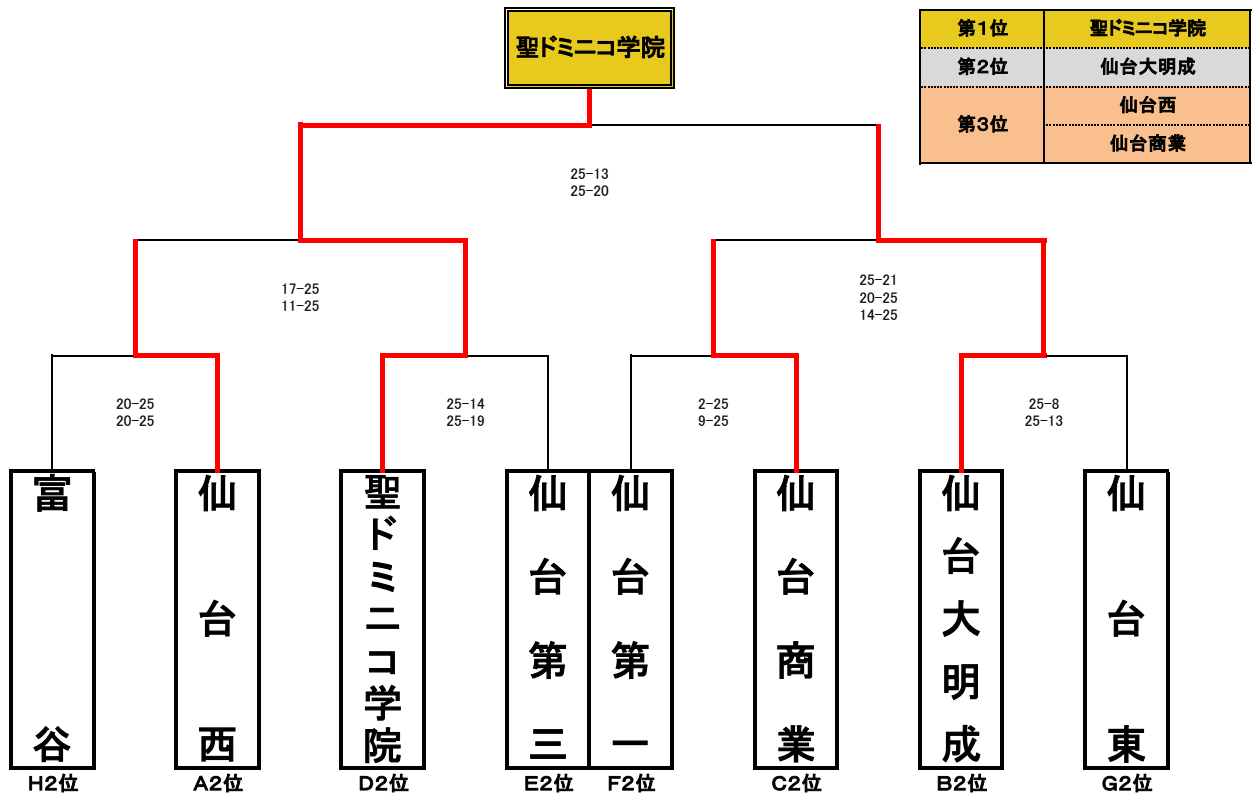 聖ドミニコ学院
第1位 聖ドミニコ学院
第2位 仙台大明成
第3位 仙台西
仙台商業
25-13
25-20
17-25
11-25
25-21
20-25
14-25
20-25
20-25
25-14
25-19
2-25
9-25
25-8
25-13
富谷
仙台西
聖ドミニコ学院
仙台第三
仙台第一
仙台商業
仙台大明成
仙台東
H2位
A2位
D2位
E2位
F2位
C2位
B2位
G2位